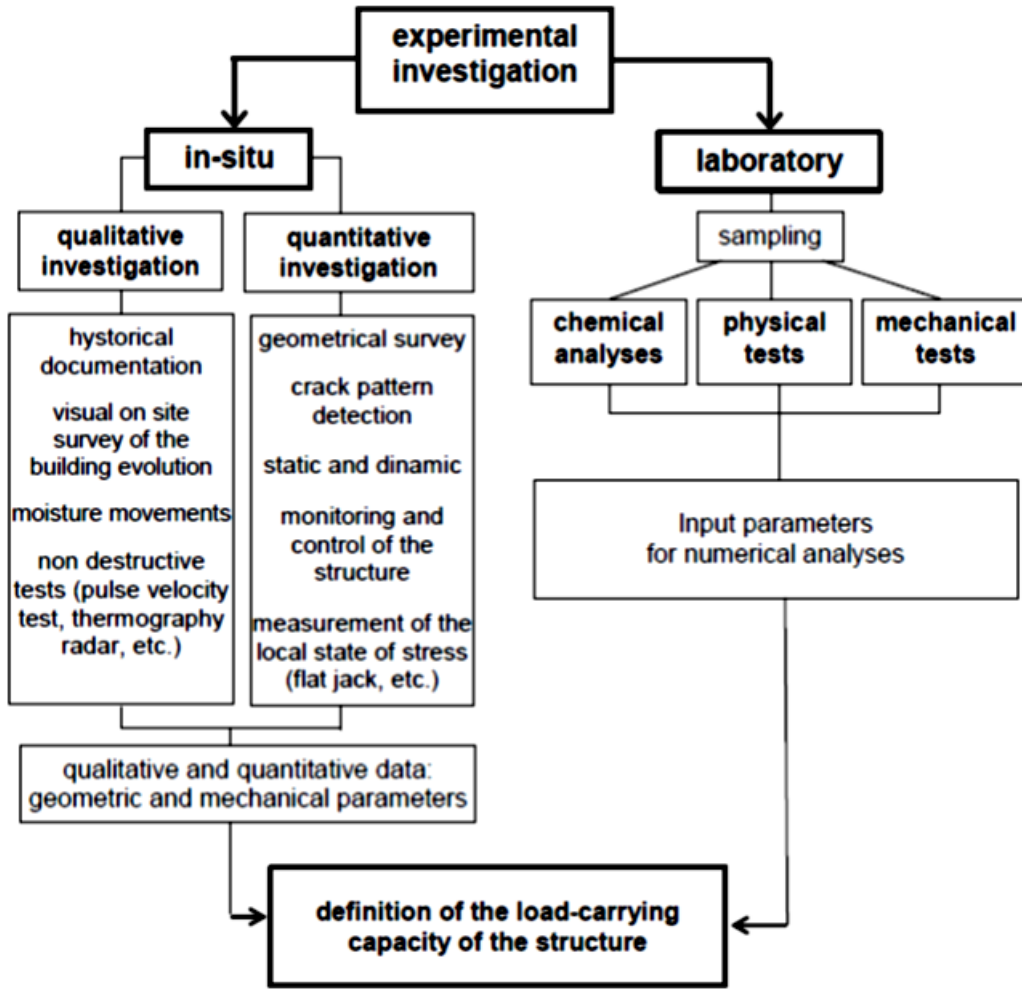 experimental
investigation
in-situ
laboratory
qualitative
investigation
quantitative
investigation
sampling
chemical
analyses
physical
tests
mechanical
tests
hystorical
documentation
visual on site
survey of the
building evolution
moisture movements
non destructive
tests (pulse velocity
test, thermography
radar, etc.)
geometrical survey
crack pattern
detection
static and dinamic
monitoring and
control of the
structure
measurement of the
local state of stress
(flat jack, etc.)
Input parameters
for numerical analyses
qualitative and quantitative data:
geometric and mechanical parameters
definition of the load-carrying
capacity of the structure